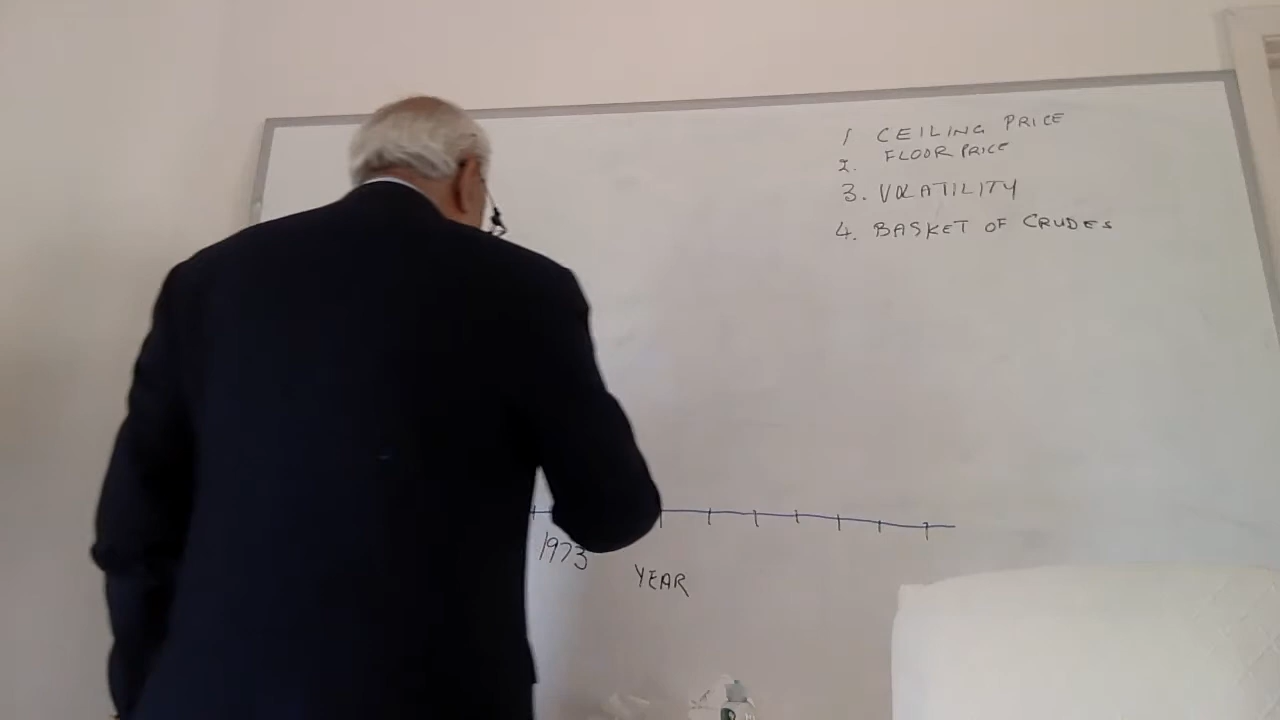 1 CEILING PRICE
2. FLOOR PRICE
3. VOLATILITY
4. BASKET OF CRUDES
1973
YEAR